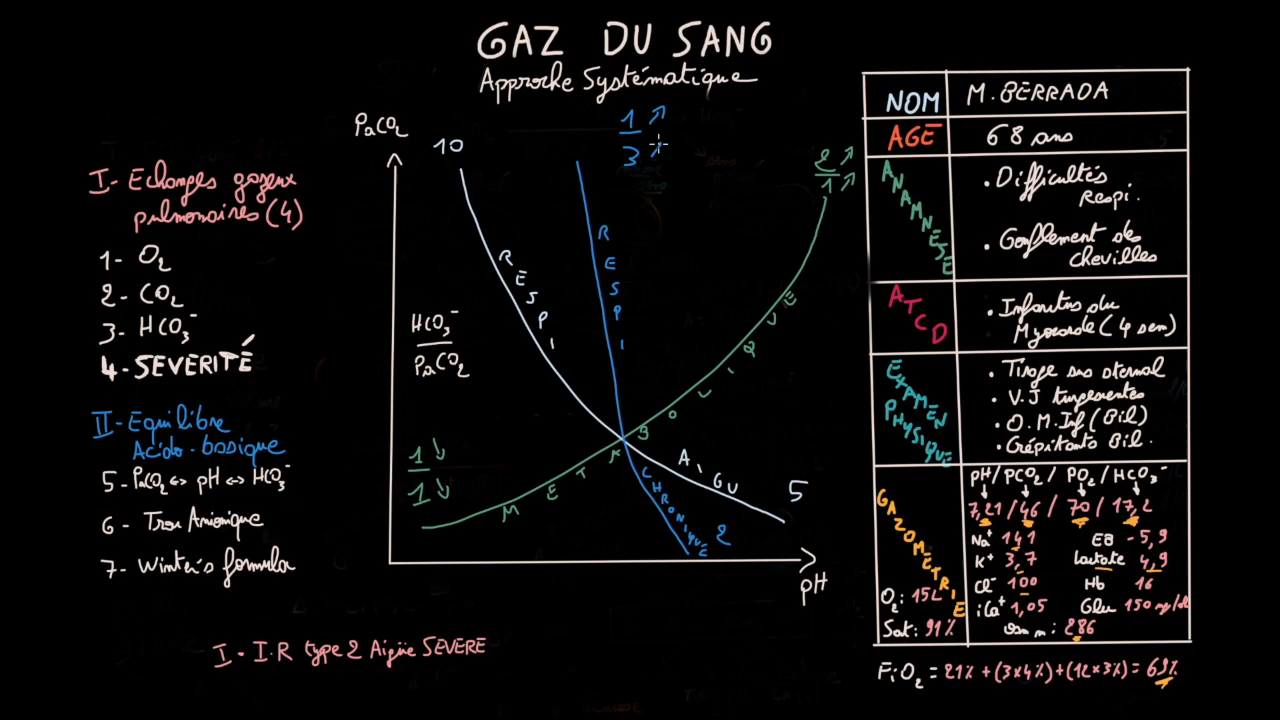 GAZ DU SANG
Approche Systématique
I- Echanges gazeux
pulmonaires (4)
1- O₂
2- CO₂
3- HCO₃⁻
4- SEVERITÉ
II- Equilibre
Acido-basique
5- PaCO₂ ↔ pH ↔ HCO₃⁻
6- Trou Anionique
7- Winter's formula
PaCO₂
10
1 ↗
3 ↗
2 ↗
1 ↗
RESPI
RESPI
HCO₃⁻
PaCO₂
1 ↘
1 ↘
METABOLIQUE
AIGU
5
CHRONIQUE
2
pH
I- I.R type 2 Aigüe SEVERE
NOM M. BERRADA
AGE 68 ans
ANAMNESE
• Difficultés
Respi.
• Gonflement des
chevilles
ATCD
• Infarctus du
Myocarde (4 sem)
EXAMEN
PHYSIQUE
• Tirage sus sternal
• V.J turgescentes
• O.M.Inf (Bil)
• Crépitants Bil.
GAZOMETRIE
pH / PCO₂ / PO₂ / HCO₃⁻
7,21 / 46 / 70 / 17,2
Na⁺ 141 EB -5,9
K⁺ 3,7 lactate 4,9
Cl⁻ 100 Hb 16
O₂: 15L iCa⁺ 1,05 Glu 150 mg/dl
Sat: 91% Osm m: 286
FiO₂ = 21% + (3x4%) + (12x3%) = 69%